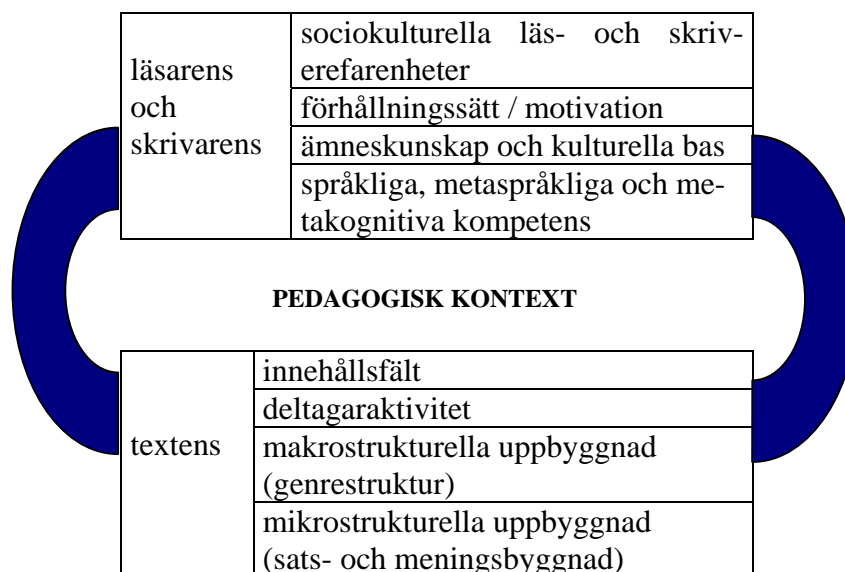 läsarens
och
skrivarens
sociokulturella läs- och skriv-
erefarenheter
förhållningssätt / motivation
ämneskunskap och kulturella bas
språkliga, metaspråkliga och me-
takognitiva kompetens
PEDAGOGISK KONTEXT
textens
innehållsfält
deltagaraktivitet
makrostrukturella uppbyggnad
(genrestruktur)
mikrostrukturella uppbyggnad
(sats- och meningsbyggnad)